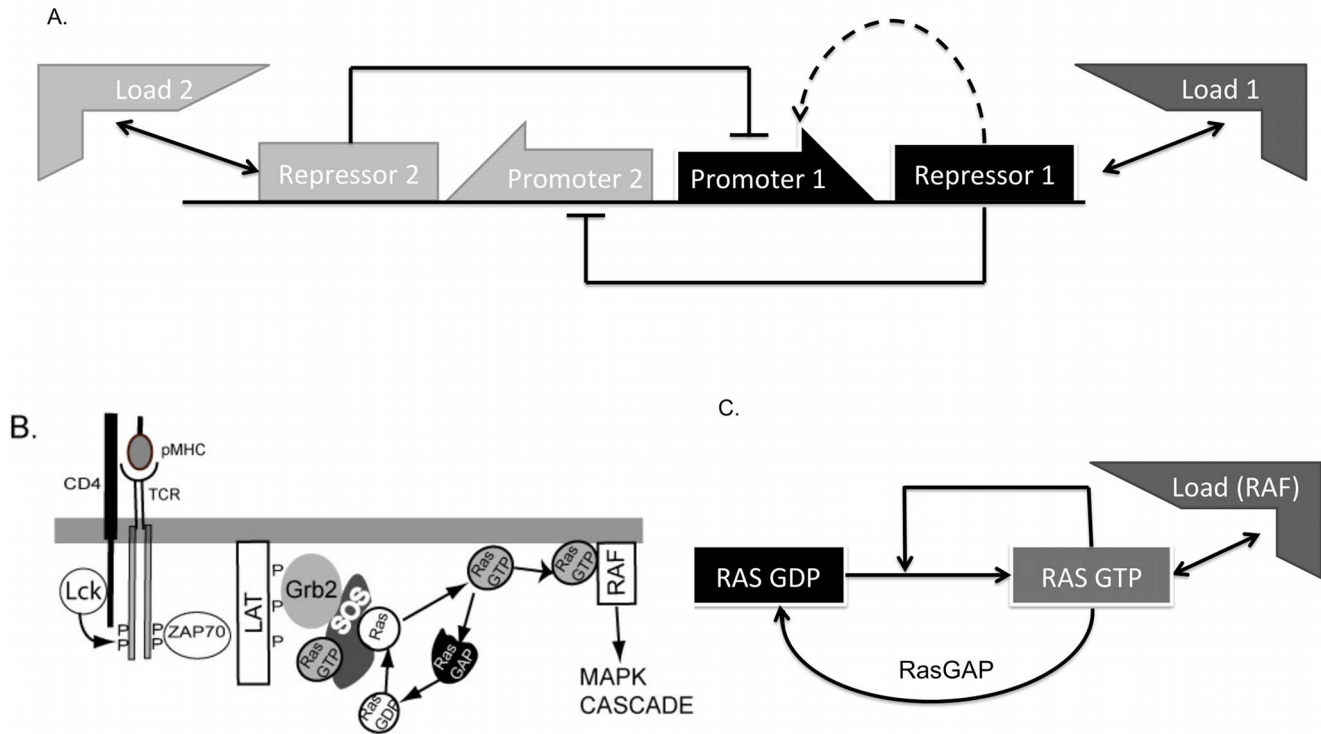 A.
Load 2
Load 1
Repressor 2
Promoter 2
Promoter 1
Repressor 1
B.
pMHC
CD4
TCR
Lck
P
P
P
P
ZAP70
LAT
P
P
P
Grb2
SOS
Ras
GTP
Ras
Ras
GDP
Ras
GTP
Ras
GAP
Ras
GTP
RAF
MAPK
CASCADE
C.
Load (RAF)
RAS GDP
RAS GTP
RasGAP